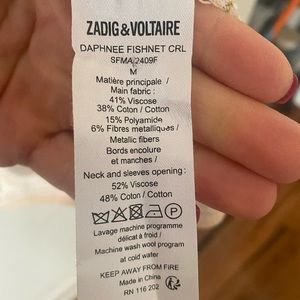 ZADIG & VOLTAIRE
DAPHNEE FISHNET CRL
SFMA 2409F
M
Matière principale /
Main fabric :
41% Viscose
38% Coton / Cotton
15% Polyamide
6% Fibres métalliques /
Metallic fibers
Bords encolure
et manches /
Neck and sleeves opening :
52% Viscose
48% Coton / Cotton
P
Lavage machine programme
délicat à froid /
Machine wash wool program
at cold water
KEEP AWAY FROM FIRE
Made in China
RN 116 202